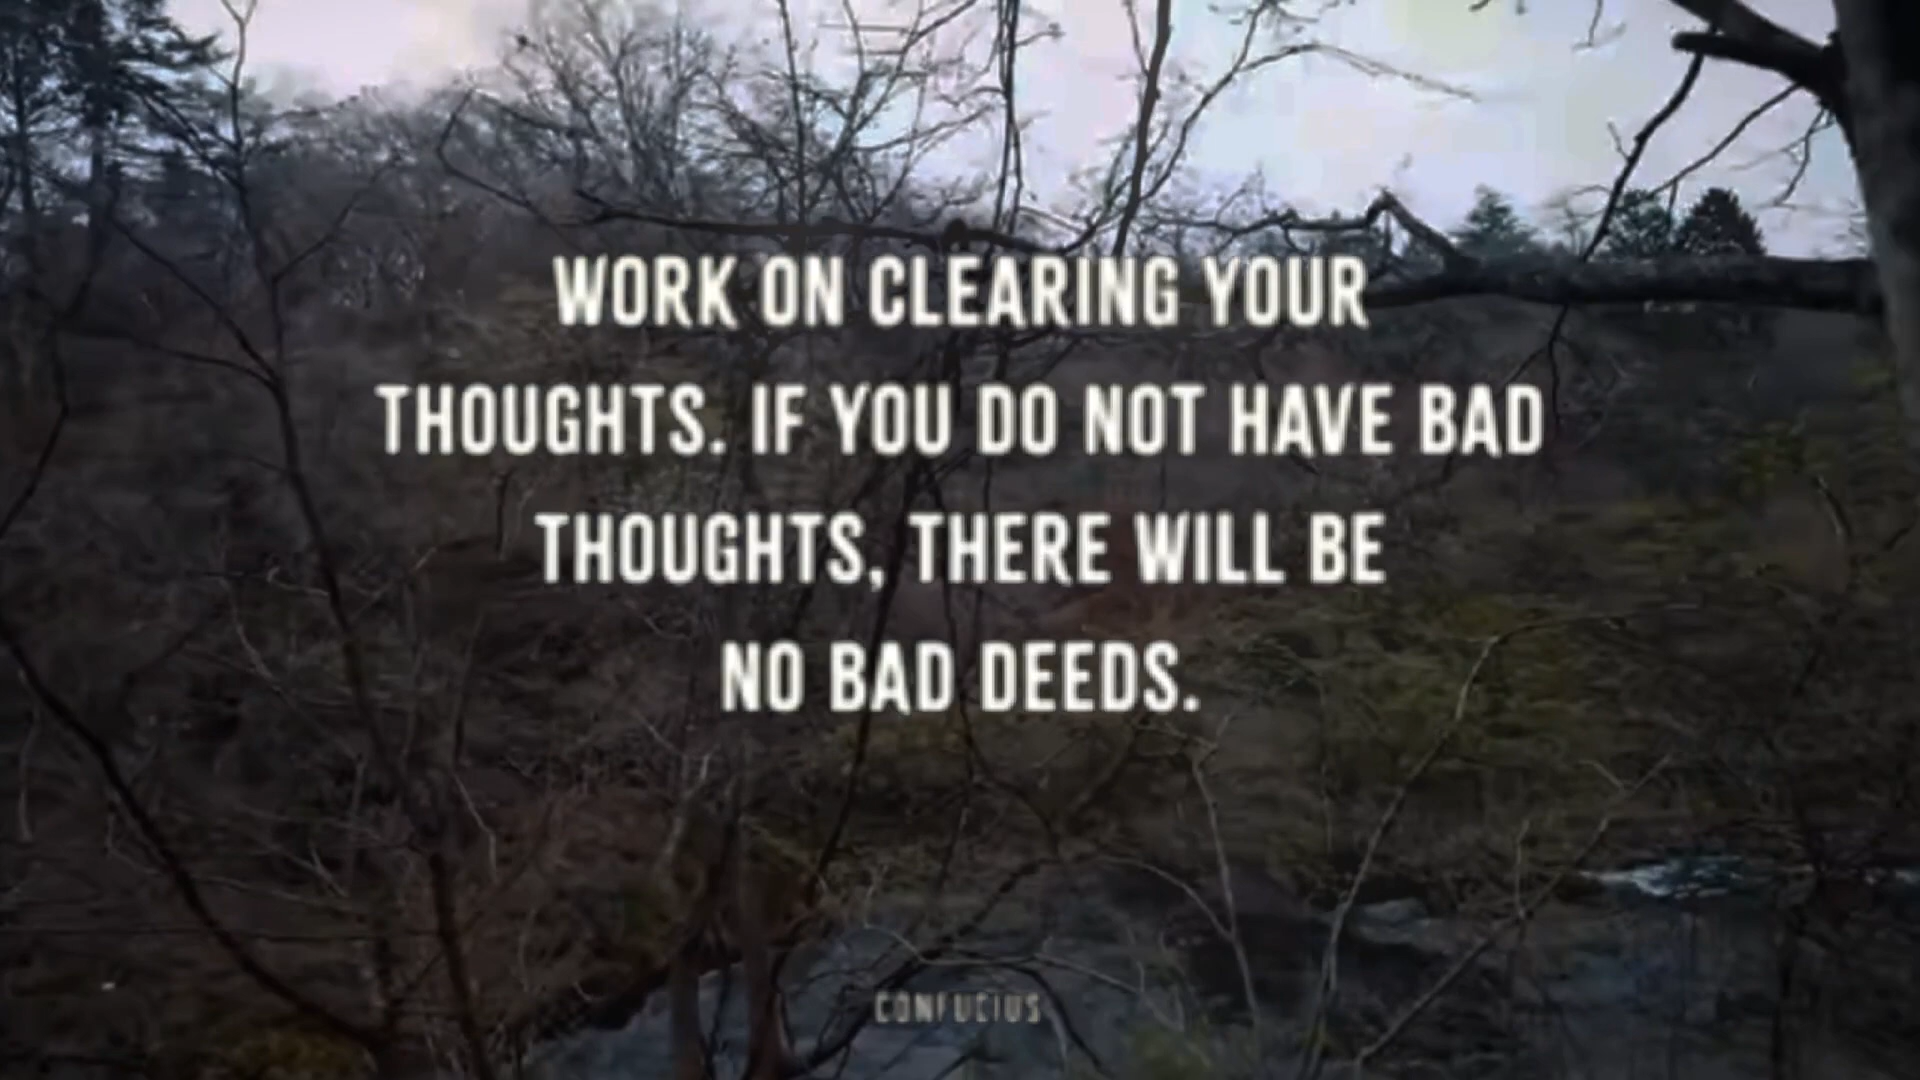 WORK ON CLEARING YOUR
THOUGHTS. IF YOU DO NOT HAVE BAD
THOUGHTS, THERE WILL BE
NO BAD DEEDS.
CONFUCIUS